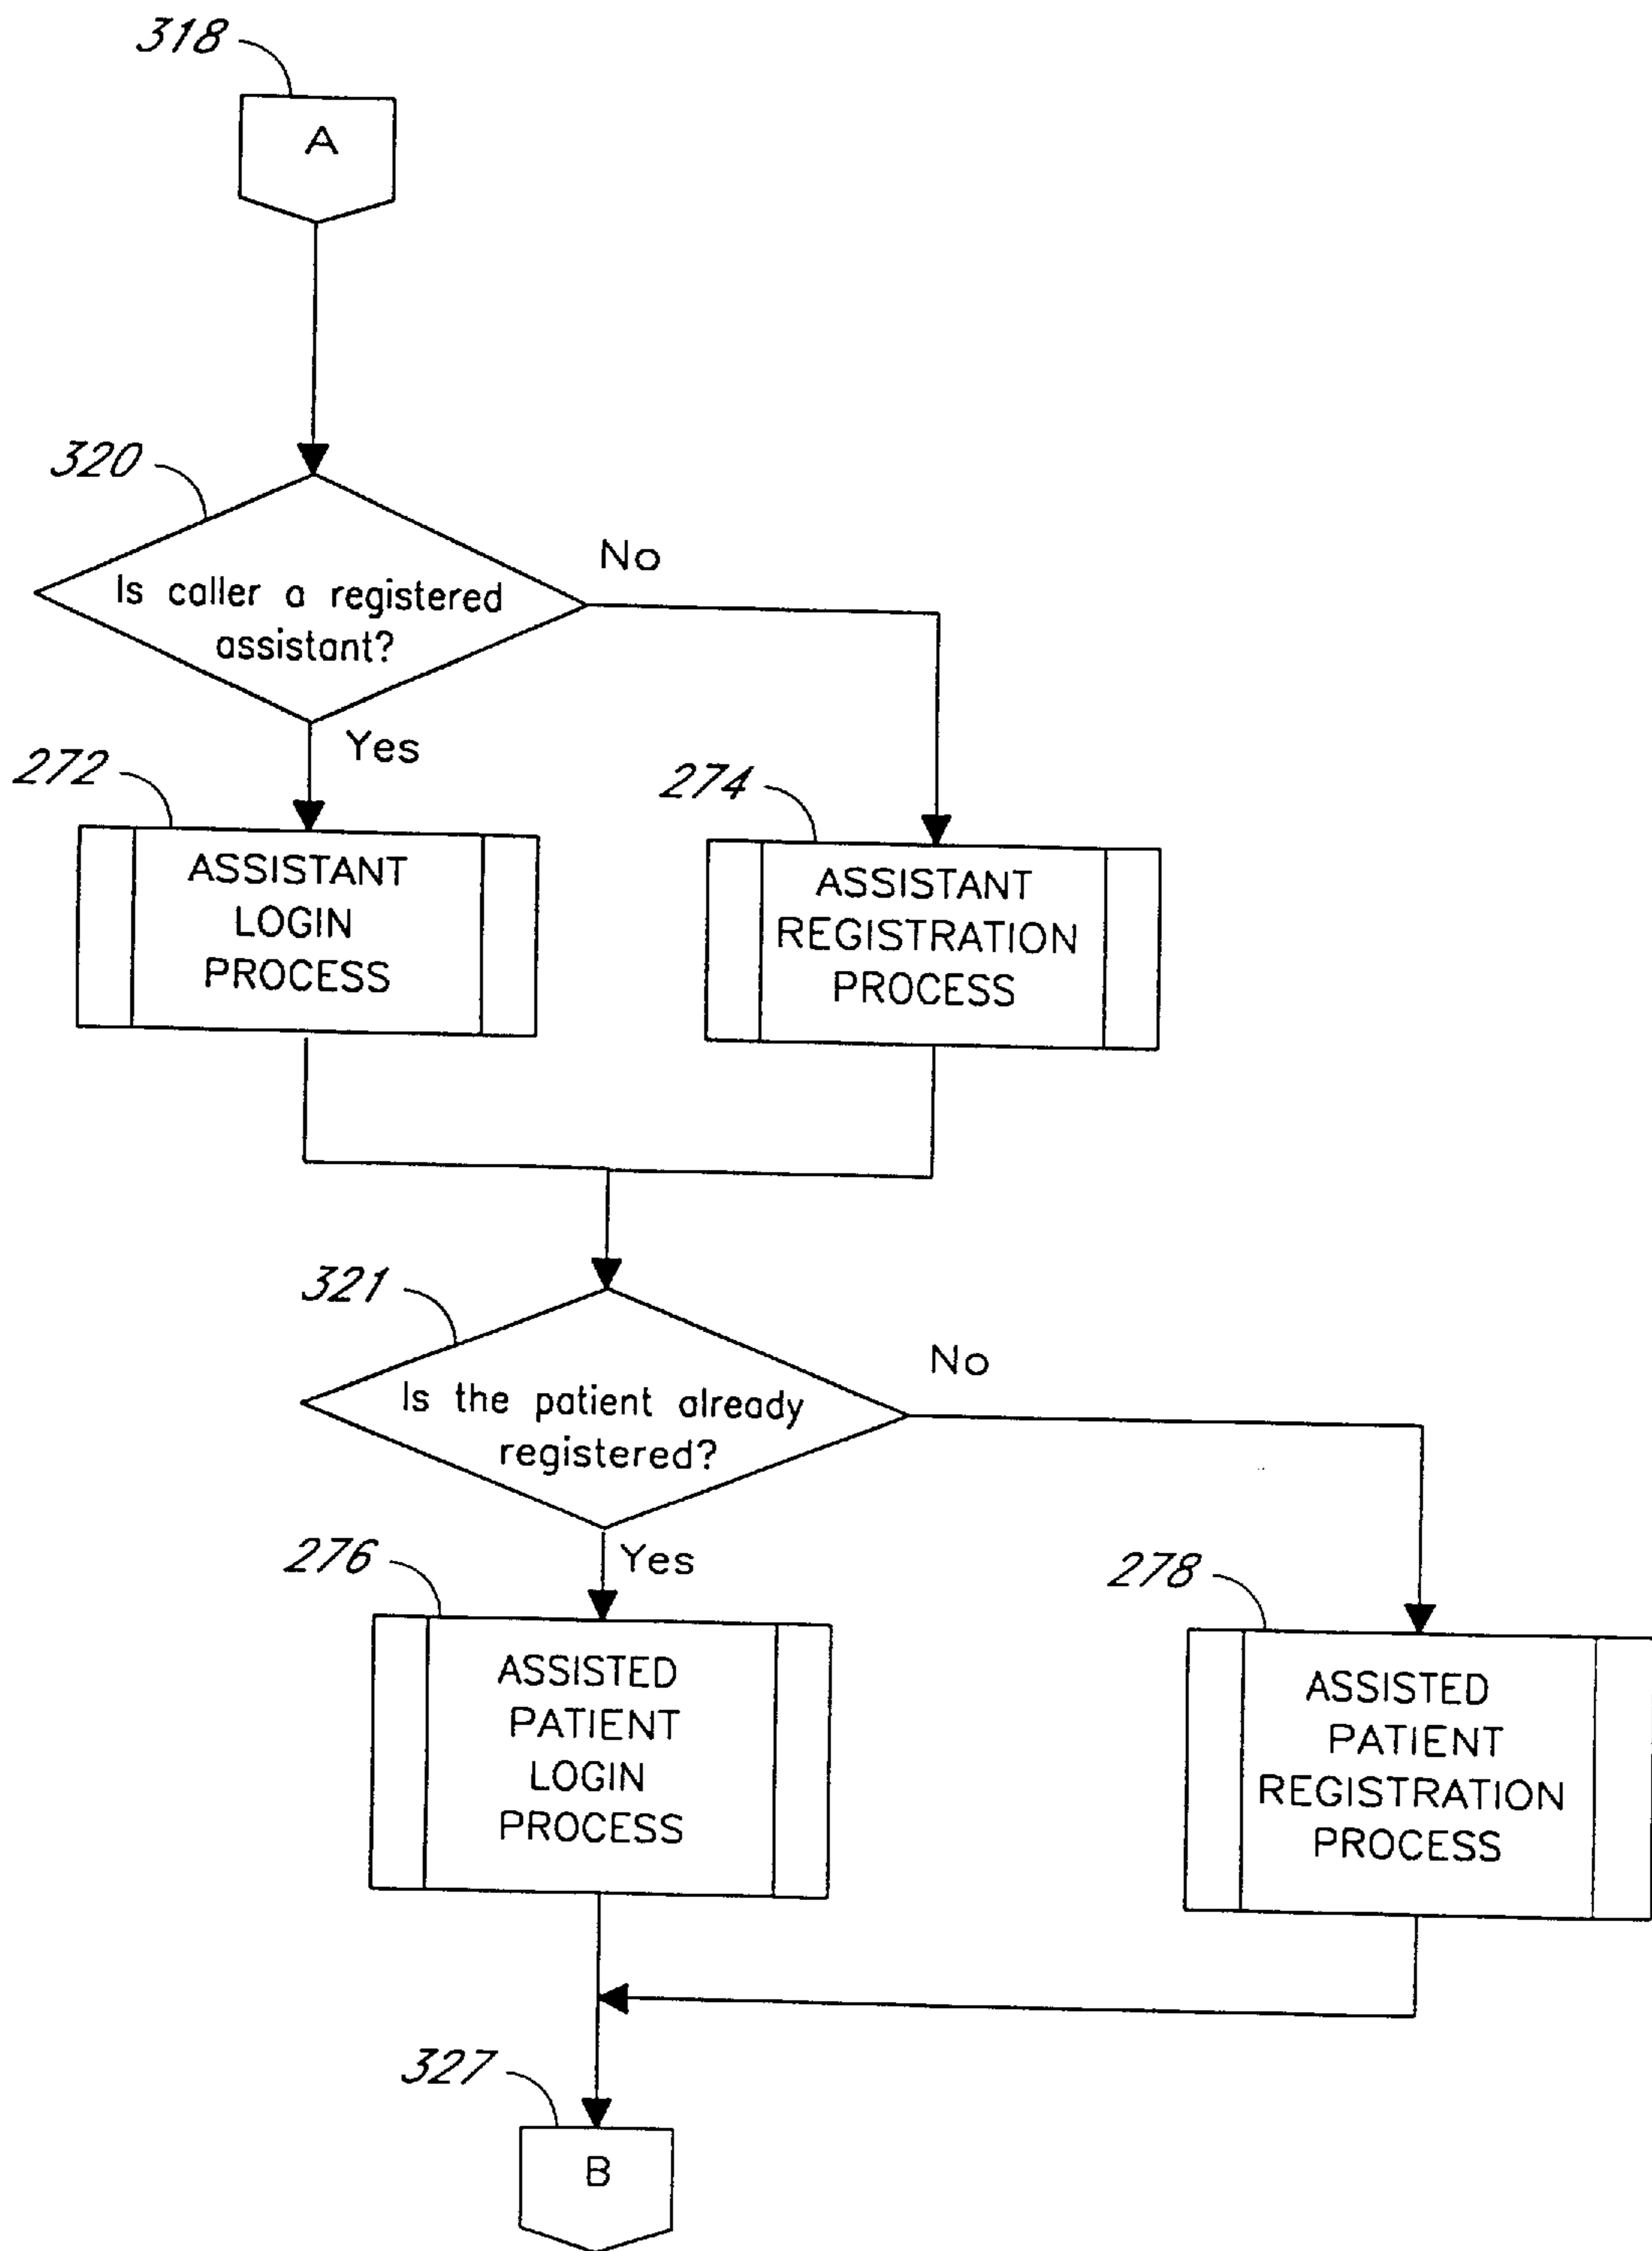 318
A
320
No
Is caller a registered
assistant?
Yes
272
274
ASSISTANT
LOGIN
PROCESS
ASSISTANT
REGISTRATION
PROCESS
321
No
Is the patient already
registered?
Yes
276
278
ASSISTED
PATIENT
LOGIN
PROCESS
ASSISTED
PATIENT
REGISTRATION
PROCESS
327
B